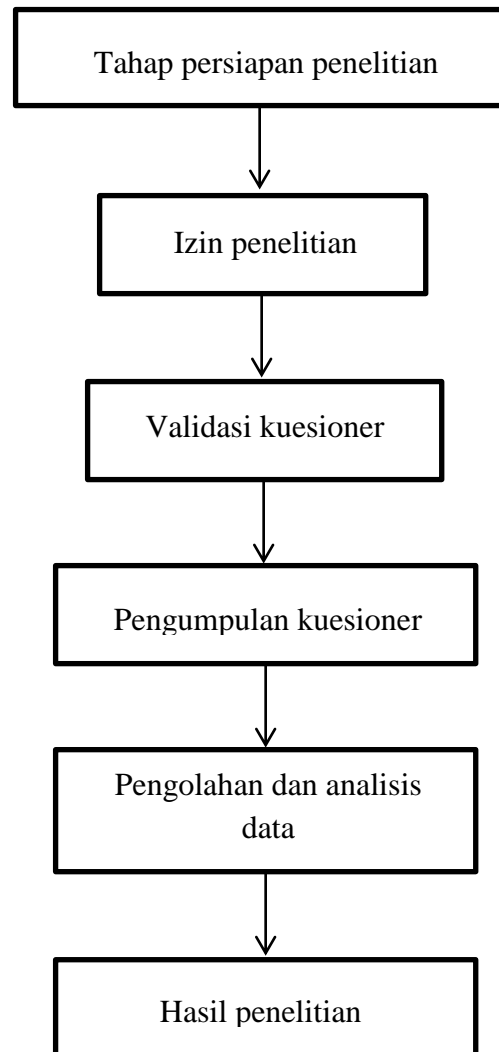 Tahap persiapan penelitian
Izin penelitian
Validasi kuesioner
Pengumpulan kuesioner
Pengolahan dan analisis
data
Hasil penelitian